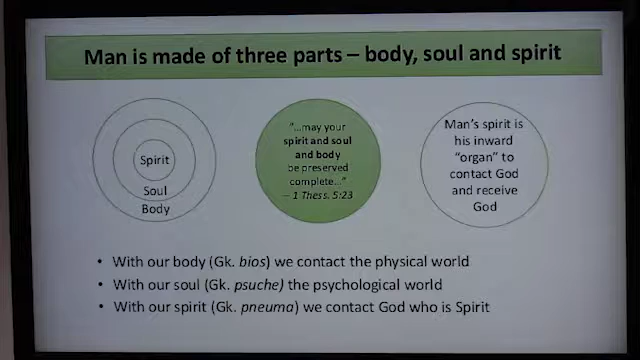 Man is made of three parts – body, soul and spirit
Spirit
Soul
Body
"...may your
spirit and soul
and body
be preserved
complete..."
– 1 Thess. 5:23
Man's spirit is
his inward
"organ" to
contact God
and receive
God
• With our body (Gk. bios) we contact the physical world
• With our soul (Gk. psuche) the psychological world
• With our spirit (Gk. pneuma) we contact God who is Spirit